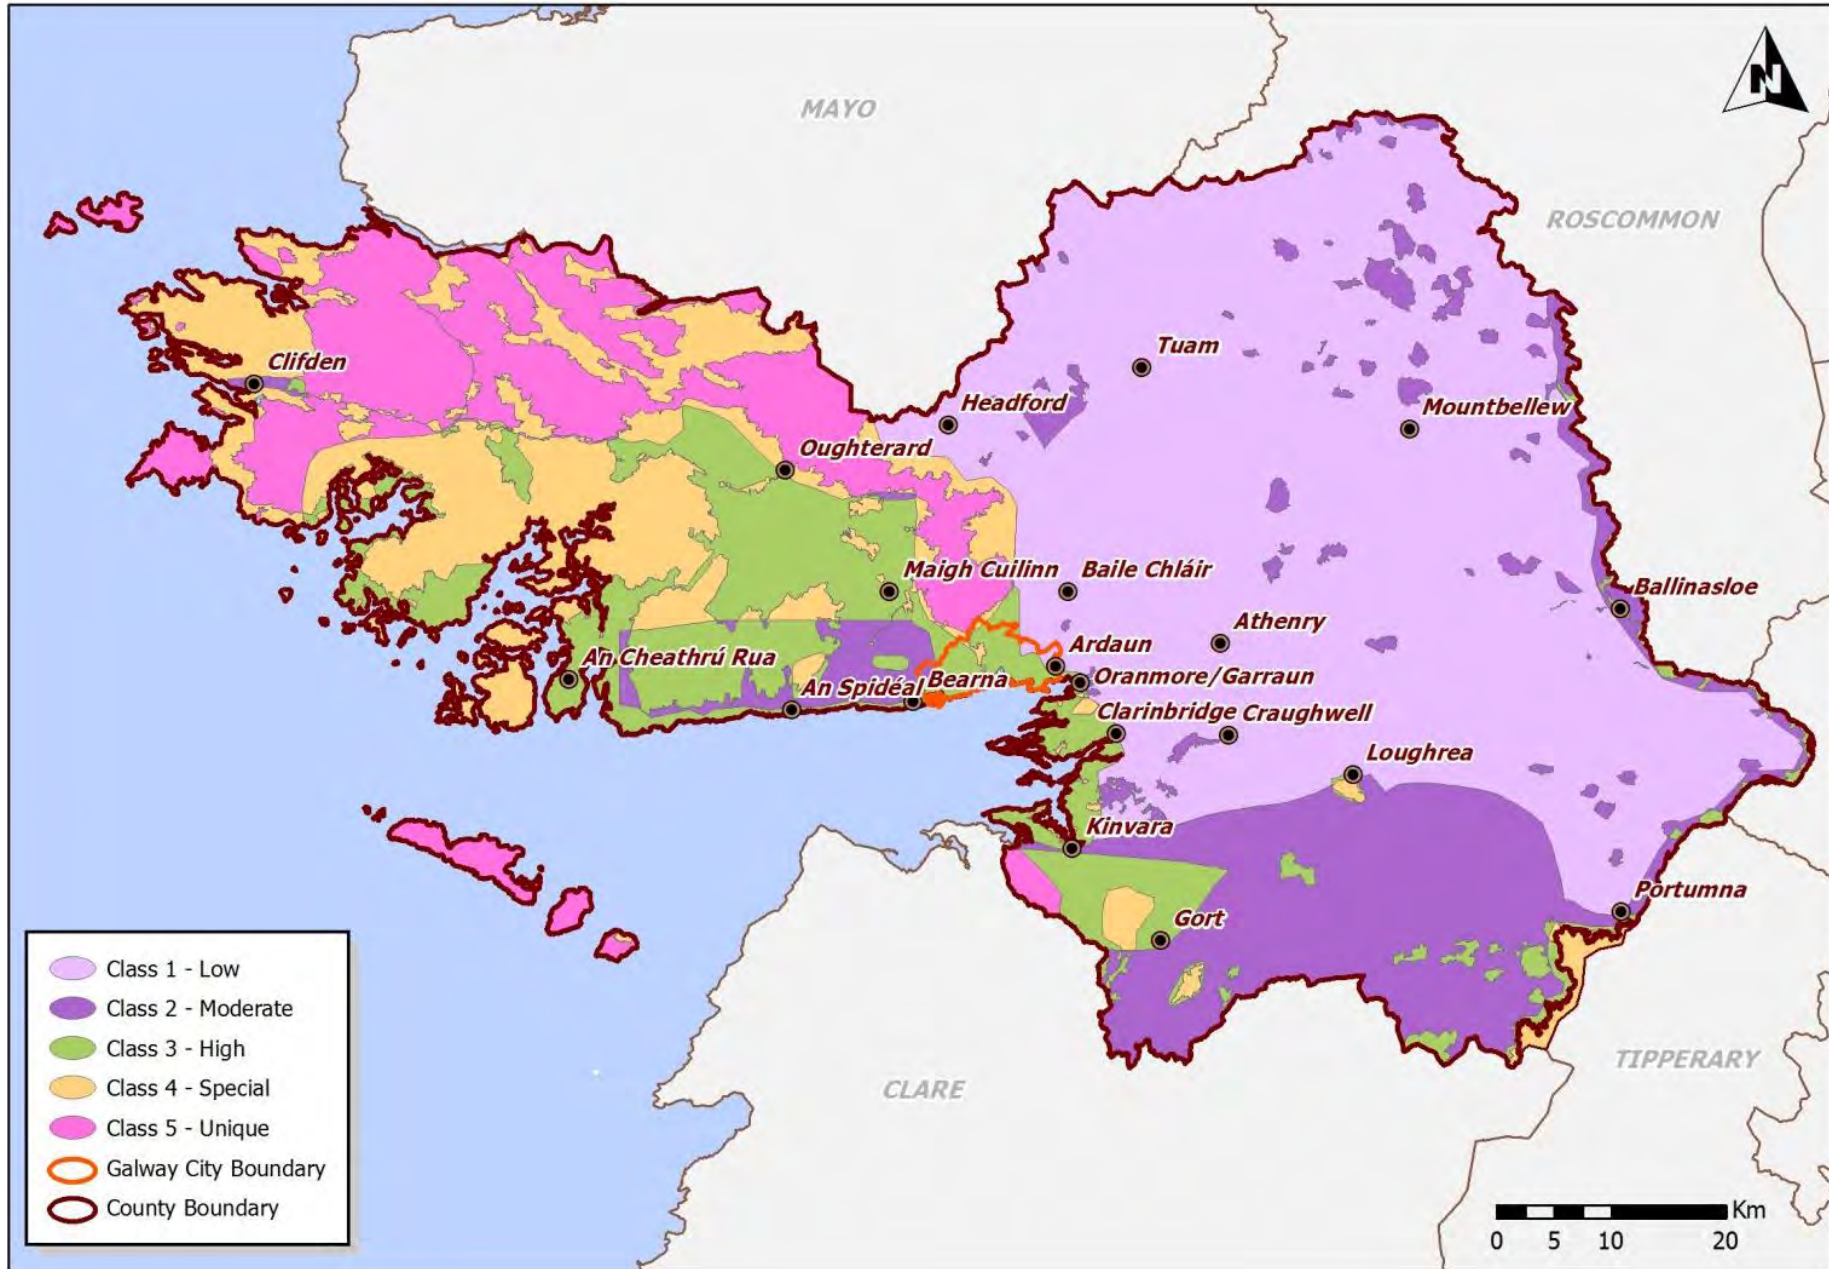 MAYO
N
ROSCOMMON
Clifden
Tuam
Headford
Mountbellew
Oughterard
Maigh Cuilinn
Baile Chláir
Ballinasloe
Athenry
Ardaun
An Cheathrú Rua
Oranmore/Garraun
An Spidéal
Bearna
Clarinbridge
Craughwell
Loughrea
Kinvara
Portumna
Gort
TIPPERARY
CLARE
Class 1 - Low
Class 2 - Moderate
Class 3 - High
Class 4 - Special
Class 5 - Unique
Galway City Boundary
County Boundary
Km
0 5 10 20